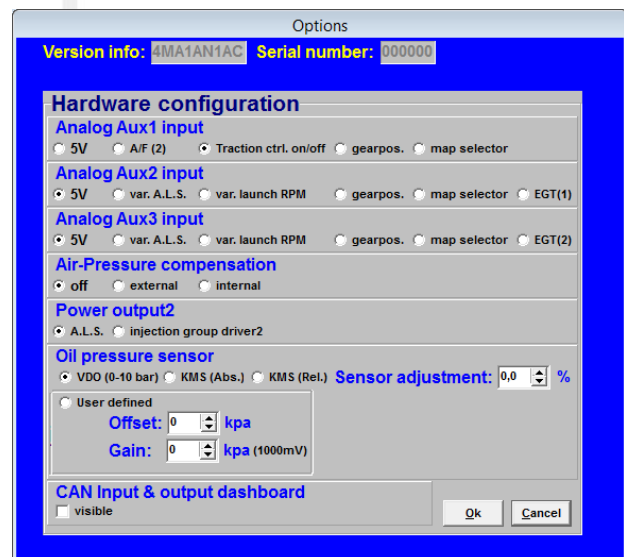 Options
Version info: 4MA1AN1AC Serial number: 000000
Hardware configuration
Analog Aux1 input
5V A/F (2) Traction ctrl. on/off gearpos. map selector
Analog Aux2 input
5V var. A.L.S. var. launch RPM gearpos. map selector EGT(1)
Analog Aux3 input
5V var. A.L.S. var. launch RPM gearpos. map selector EGT(2)
Air-Pressure compensation
off external internal
Power output2
A.L.S. injection group driver2
Oil pressure sensor
VDO (0-10 bar) KMS (Abs.) KMS (Rel.) Sensor adjustment: 0,0 %
User defined
Offset: 0 kpa
Gain: 0 kpa (1000mV)
CAN Input & output dashboard
visible
Ok Cancel